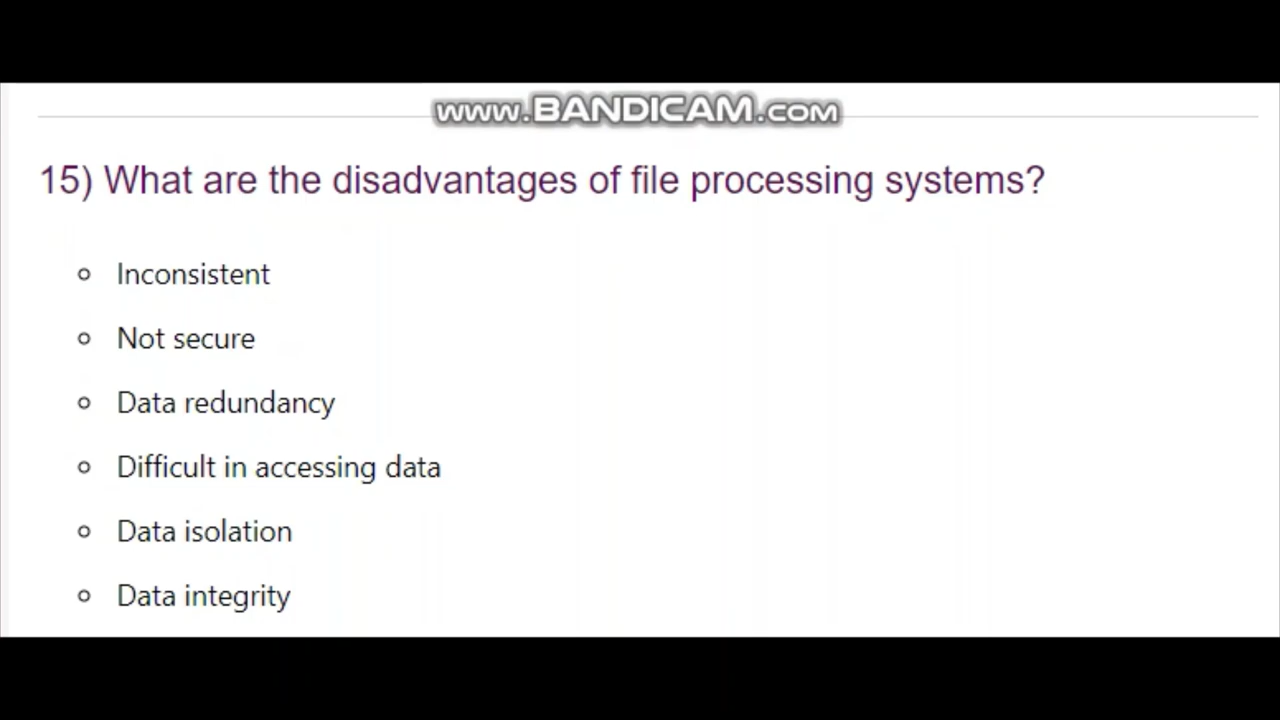 www.BANDICAM.com
15) What are the disadvantages of file processing systems?
Inconsistent
Not secure
Data redundancy
Difficult in accessing data
Data isolation
Data integrity